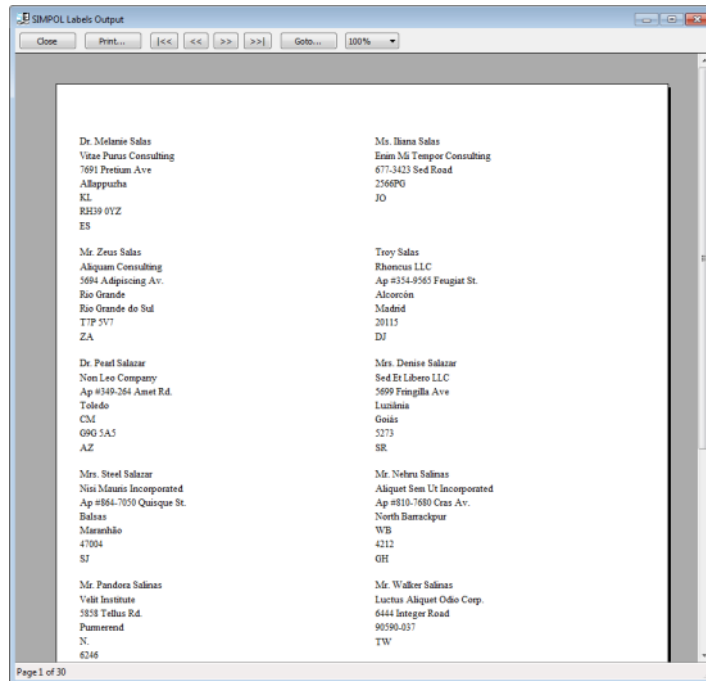 SIMPOL Labels Output
Close Print... |<< << >> >>| Goto... 100%
Dr. Melanie Salas
Vitae Purus Consulting
7691 Pretium Ave
Allappuzha
KL
RH39 0YZ
ES
Ms. Iliana Salas
Enim Mi Tempor Consulting
677-3423 Sed Road
2566PG
JO
Mr. Zeus Salas
Aliquam Consulting
5694 Adipiscing Av.
Rio Grande
Rio Grande do Sul
T7P 5V7
ZA
Troy Salas
Rhoncus LLC
Ap #354-9565 Feugiat St.
Alcorcón
Madrid
20115
DJ
Dr. Pearl Salazar
Non Leo Company
Ap #349-264 Amet Rd.
Toledo
CM
G9G 5A5
AZ
Mrs. Denise Salazar
Sed Et Libero LLC
5699 Fringilla Ave
Luziânia
Goiás
5273
SR
Mrs. Steel Salazar
Nisi Mauris Incorporated
Ap #864-7050 Quisque St.
Balsas
Maranhão
47004
SJ
Mr. Nehru Salinas
Aliquet Sem Ut Incorporated
Ap #810-7680 Cras Av.
North Barrackpur
WB
4212
GH
Mr. Pandora Salinas
Velit Institute
5858 Tellus Rd.
Purmerend
N.
6246
Mr. Walker Salinas
Luctus Aliquet Odio Corp.
6444 Integer Road
90590-037
TW
Page 1 of 30